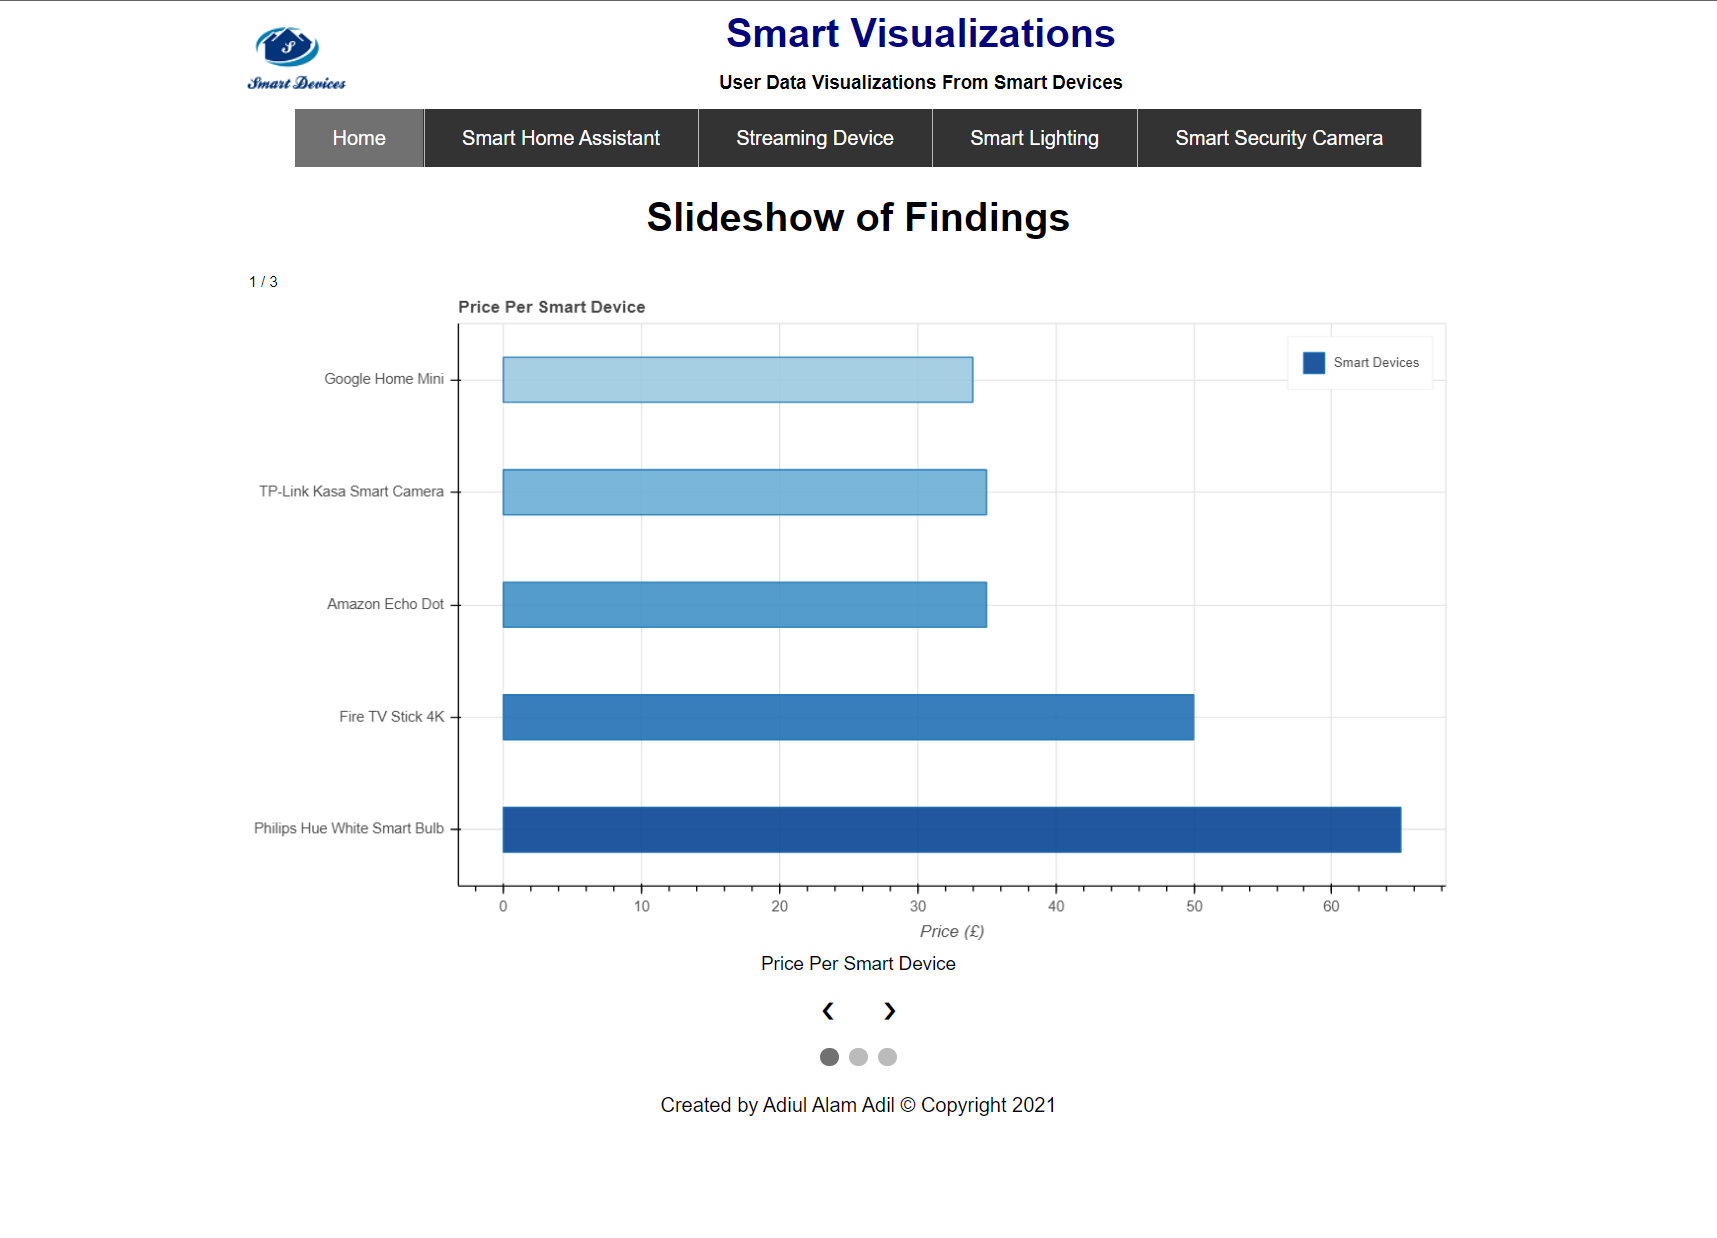 S
Smart Devices
Smart Visualizations
User Data Visualizations From Smart Devices
Home
Smart Home Assistant
Streaming Device
Smart Lighting
Smart Security Camera
Slideshow of Findings
1 / 3
Price Per Smart Device
Smart Devices
Google Home Mini
TP-Link Kasa Smart Camera
Amazon Echo Dot
Fire TV Stick 4K
Philips Hue White Smart Bulb
0 10 20 30 40 50 60
Price (£)
Price Per Smart Device
❮ ❯
Created by Adiul Alam Adil © Copyright 2021